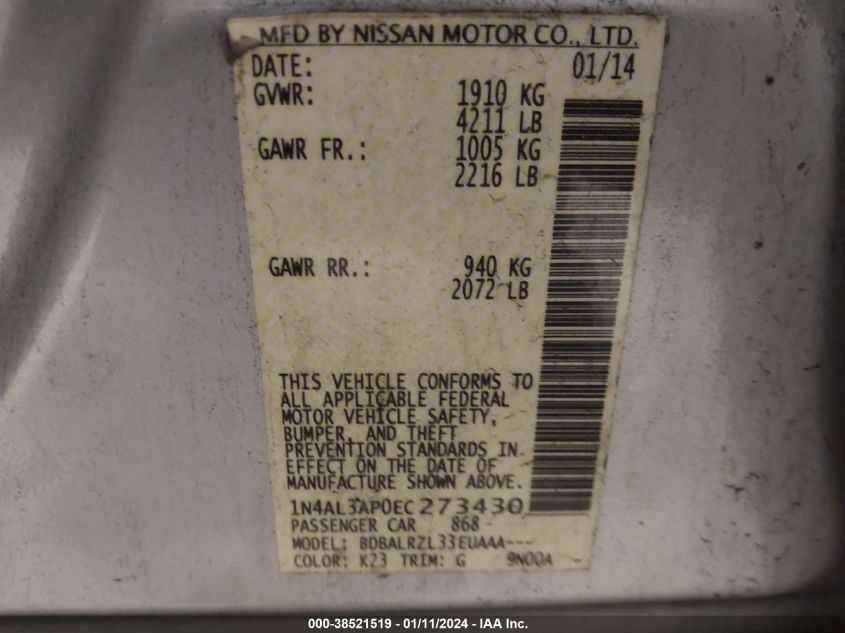 MFD BY NISSAN MOTOR CO., LTD.
DATE: 01/14
GVWR: 1910 KG
4211 LB
GAWR FR.: 1005 KG
2216 LB
GAWR RR.: 940 KG
2072 LB
THIS VEHICLE CONFORMS TO
ALL APPLICABLE FEDERAL
MOTOR VEHICLE SAFETY,
BUMPER, AND THEFT
PREVENTION STANDARDS IN
EFFECT ON THE DATE OF
MANUFACTURE SHOWN ABOVE.
1N4AL3AP0EC273430
PASSENGER CAR 868
MODEL: BDBALRZL33EUAAA---
COLOR: K23 TRIM: G 9N00A
000-38521519 - 01/11/2024 - IAA Inc.